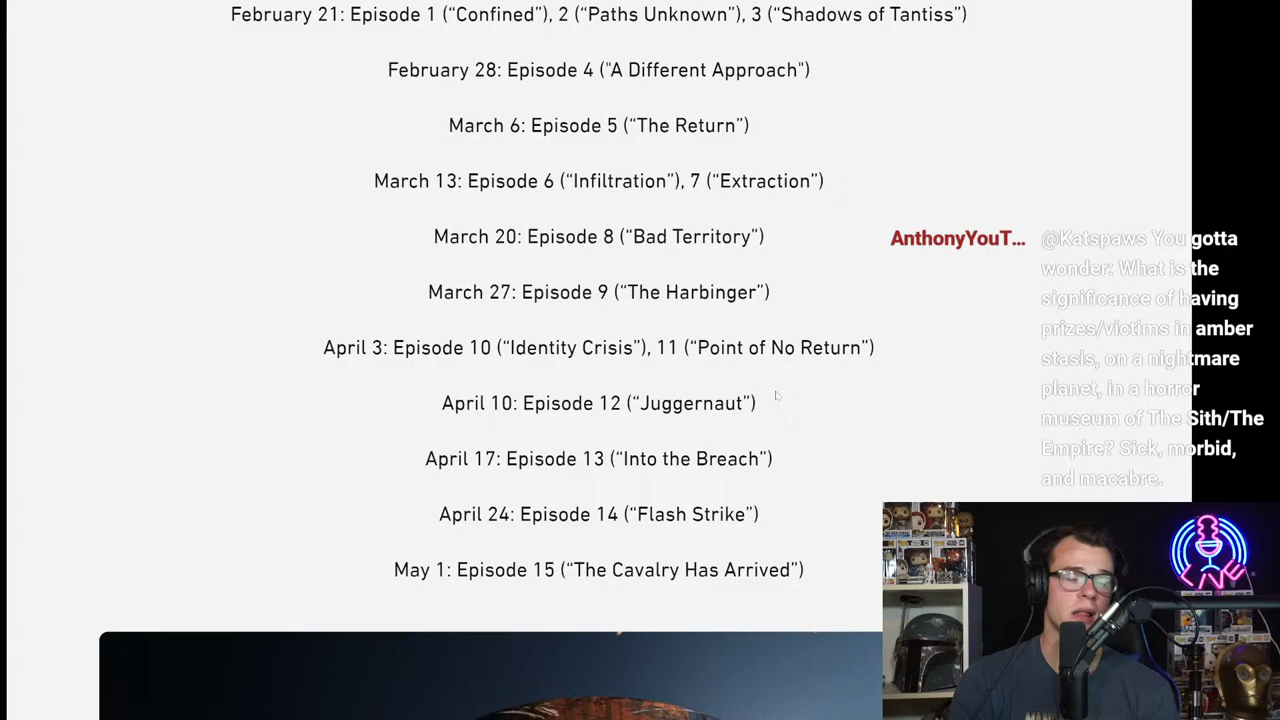 February 21: Episode 1 (“Confined”), 2 (“Paths Unknown”), 3 (“Shadows of Tantiss”)
February 28: Episode 4 ("A Different Approach")
March 6: Episode 5 (“The Return”)
March 13: Episode 6 (“Infiltration”), 7 (“Extraction”)
March 20: Episode 8 (“Bad Territory”)
March 27: Episode 9 (“The Harbinger”)
April 3: Episode 10 (“Identity Crisis”), 11 (“Point of No Return”)
April 10: Episode 12 (“Juggernaut”)
April 17: Episode 13 (“Into the Breach”)
April 24: Episode 14 (“Flash Strike”)
May 1: Episode 15 (“The Cavalry Has Arrived”)
AnthonyYouT...
@Katspaws You gotta
wonder: What is the
significance of having
prizes/victims in amber
stasis, on a nightmare
planet, in a horror
museum of The Sith/The
Empire? Sick, morbid,
and macabre.